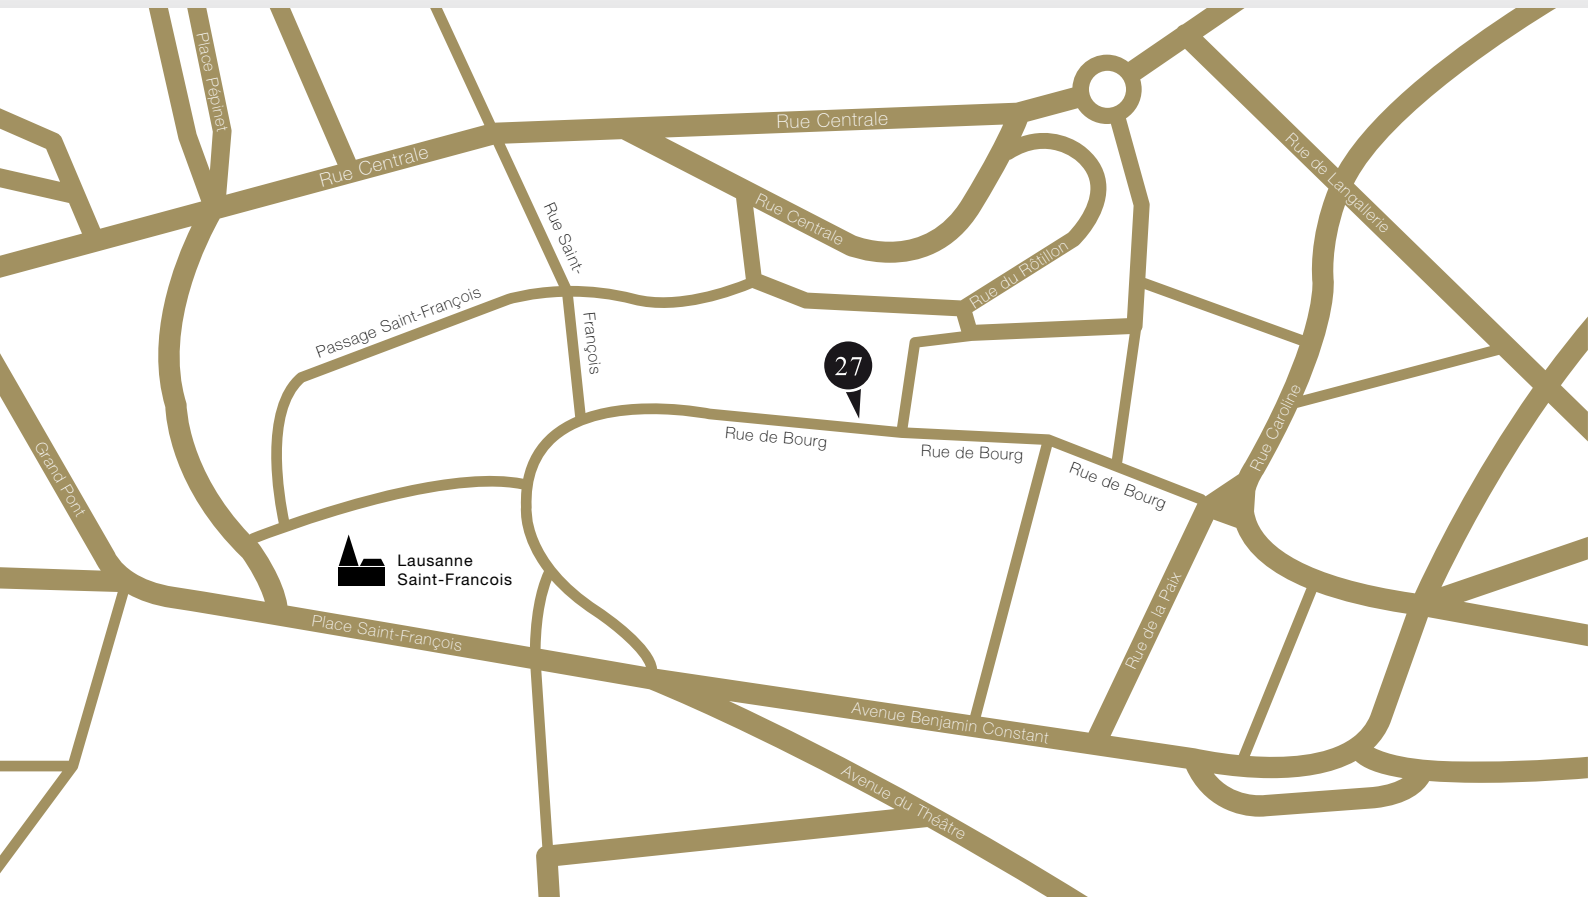 Place Pépinet
Rue Centrale
Rue Centrale
Rue de Langallerie
Rue Centrale
Rue Saint-
François
Rue du Rôtillon
Passage Saint-François
27
Rue de Bourg
Rue de Bourg
Rue de Bourg
Rue Caroline
Grand Pont
Lausanne
Saint-Francois
Place Saint-François
Rue de la Paix
Avenue Benjamin Constant
Avenue du Théâtre